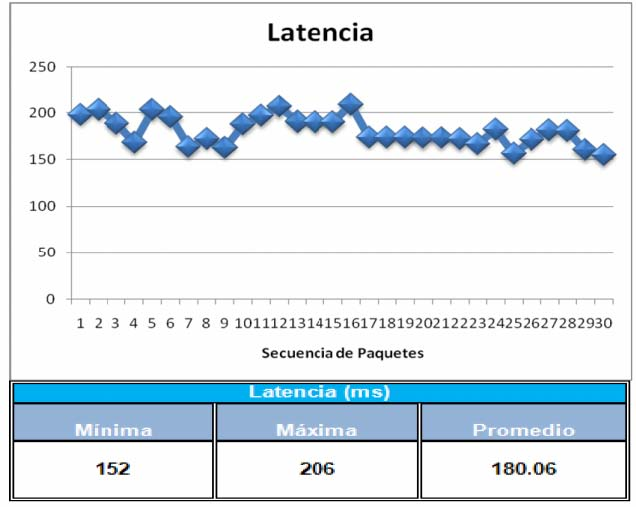 Latencia
250
200
150
100
50
0
1 2 3 4 5 6 7 8 9 10 11 12 13 14 15 16 17 18 19 20 21 22 23 24 25 26 27 28 29 30
Secuencia de Paquetes
Latencia (ms)
Mínima Máxima Promedio
152 206 180.06